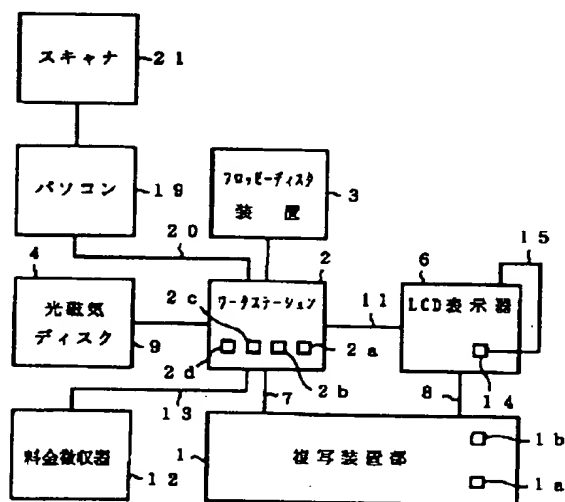 スキャナ
21
パソコン
19
フロッピーディスク
装置
3
20
4
光磁気
ディスク
9
2
ワークステーション
2c
2d
2b
2a
11
6
LCD表示器
15
14
13
7
8
料金徴収器
12
1
複写装置部
1b
1a